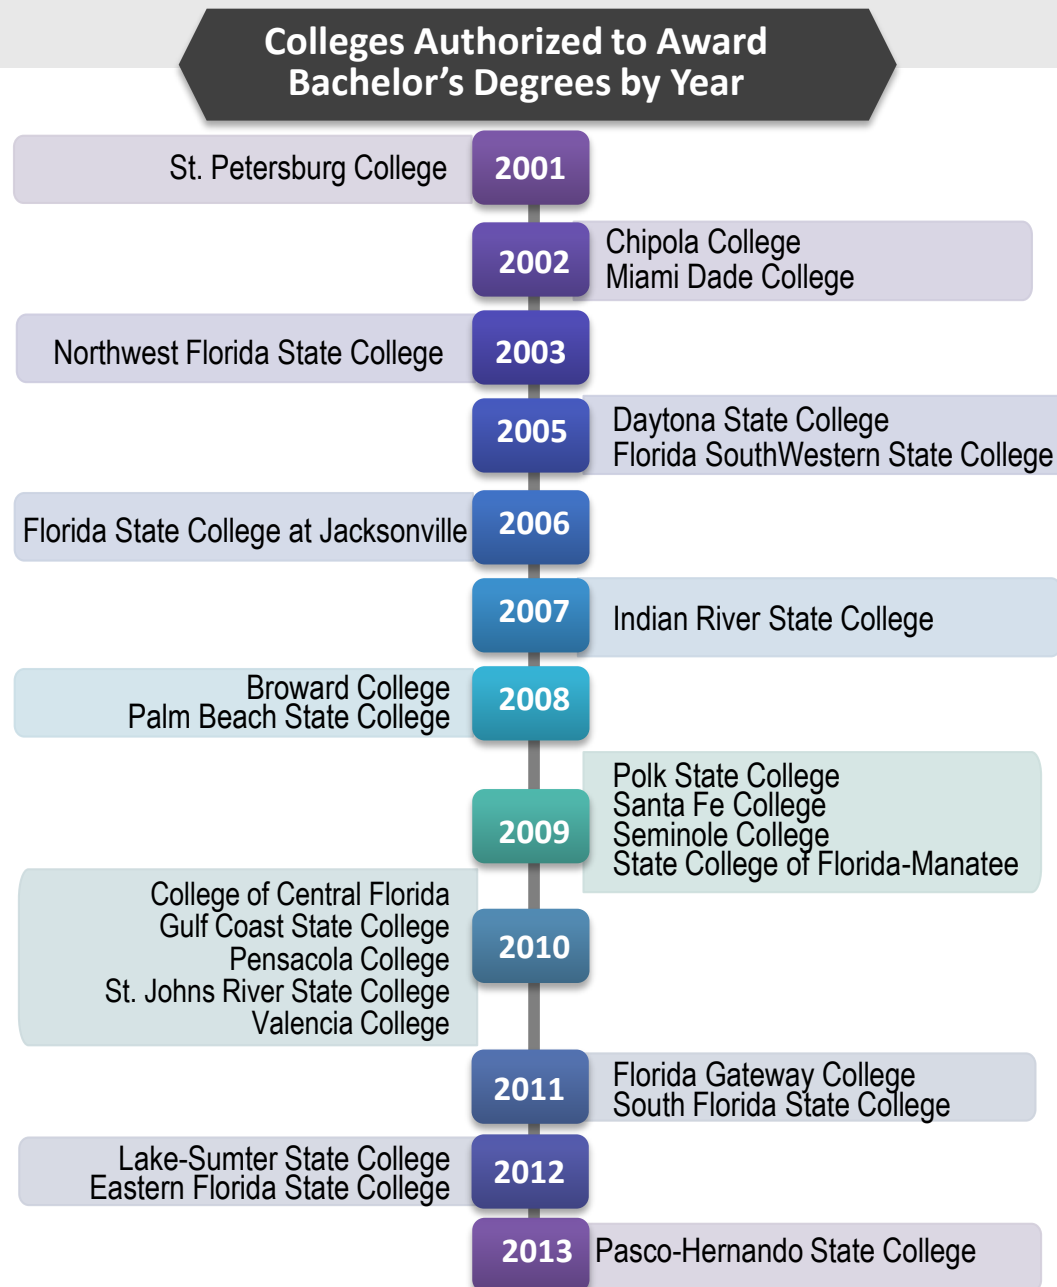 Colleges Authorized to Award
Bachelor’s Degrees by Year
St. Petersburg College
2001
2002
Chipola College
Miami Dade College
Northwest Florida State College
2003
2005
Daytona State College
Florida SouthWestern State College
Florida State College at Jacksonville
2006
2007
Indian River State College
Broward College
Palm Beach State College
2008
2009
Polk State College
Santa Fe College
Seminole College
State College of Florida-Manatee
College of Central Florida
Gulf Coast State College
Pensacola College
St. Johns River State College
Valencia College
2010
2011
Florida Gateway College
South Florida State College
Lake-Sumter State College
Eastern Florida State College
2012
2013
Pasco-Hernando State College